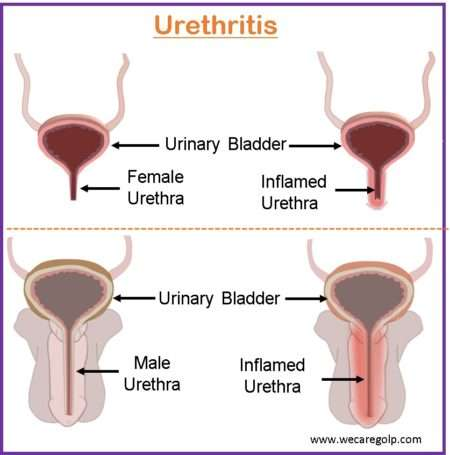 Urethritis
Urinary Bladder
Female
Urethra
Inflamed
Urethra
Urinary Bladder
Male
Urethra
Inflamed
Urethra
www.wecaregolp.com